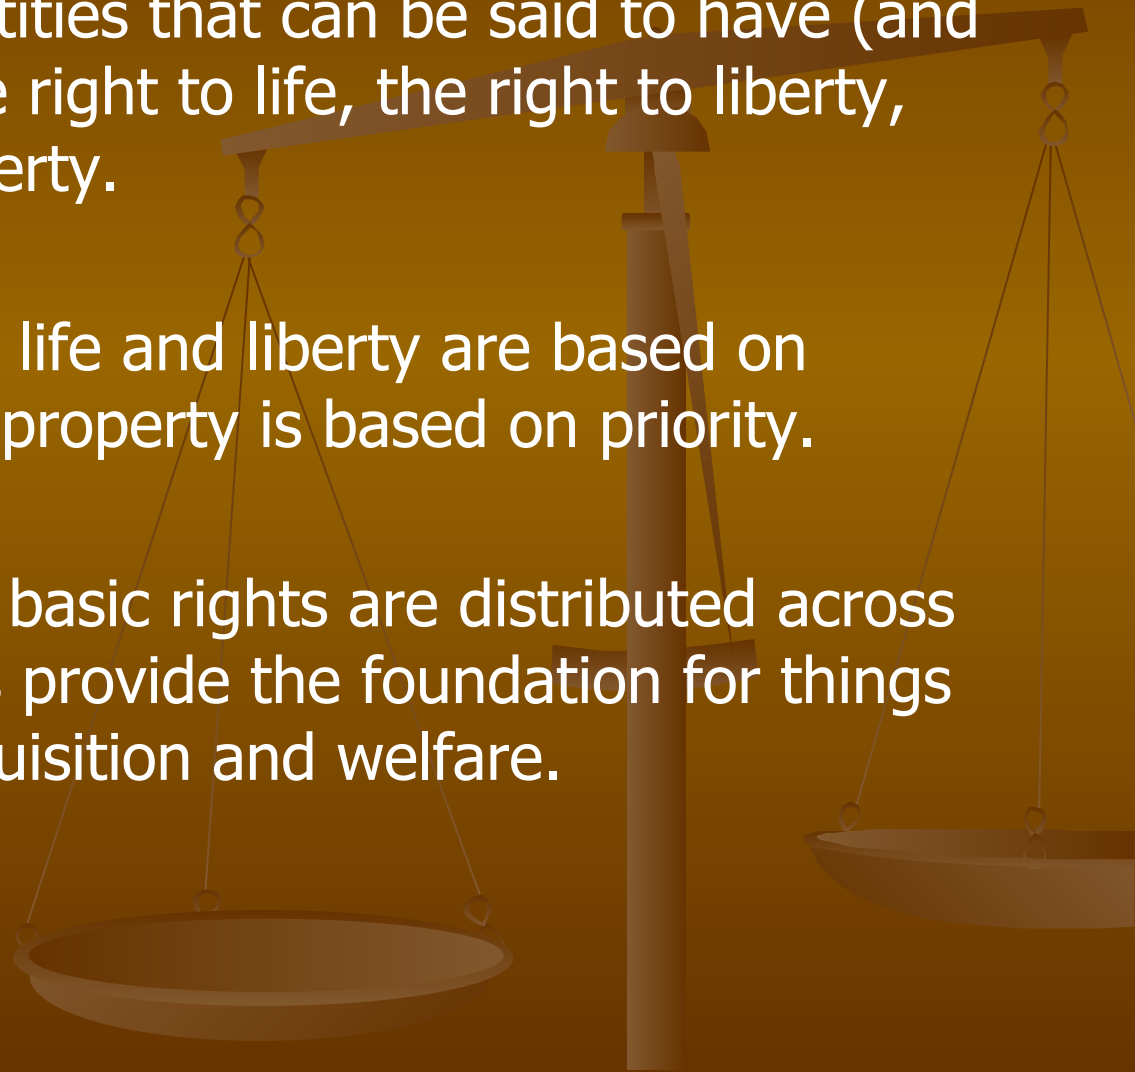 tities that can be said to have (and
e right to life, the right to liberty,
erty.
life and liberty are based on
property is based on priority.
basic rights are distributed across
provide the foundation for things
uisition and welfare.